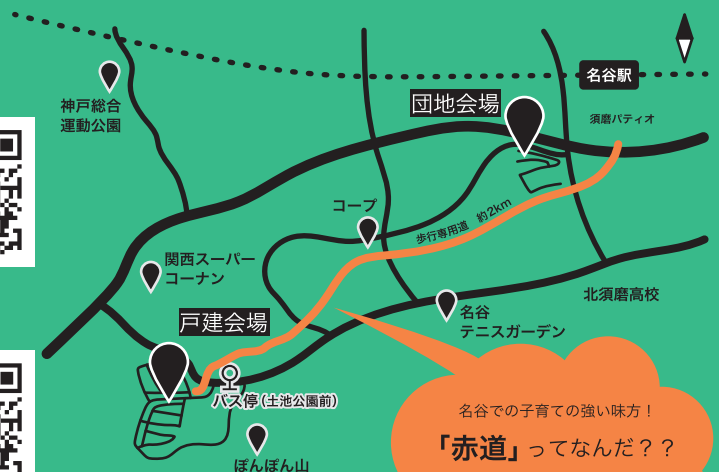 名谷駅
須磨パティオ
団地会場
神戸総合
運動公園
コープ
歩行専用道　約2km
関西スーパー
コーナン
戸建会場
名谷
テニスガーデン
北須磨高校
バス停(土池公園前)
ぽんぽん山
名谷での子育ての強い味方！
「赤道」ってなんだ？？